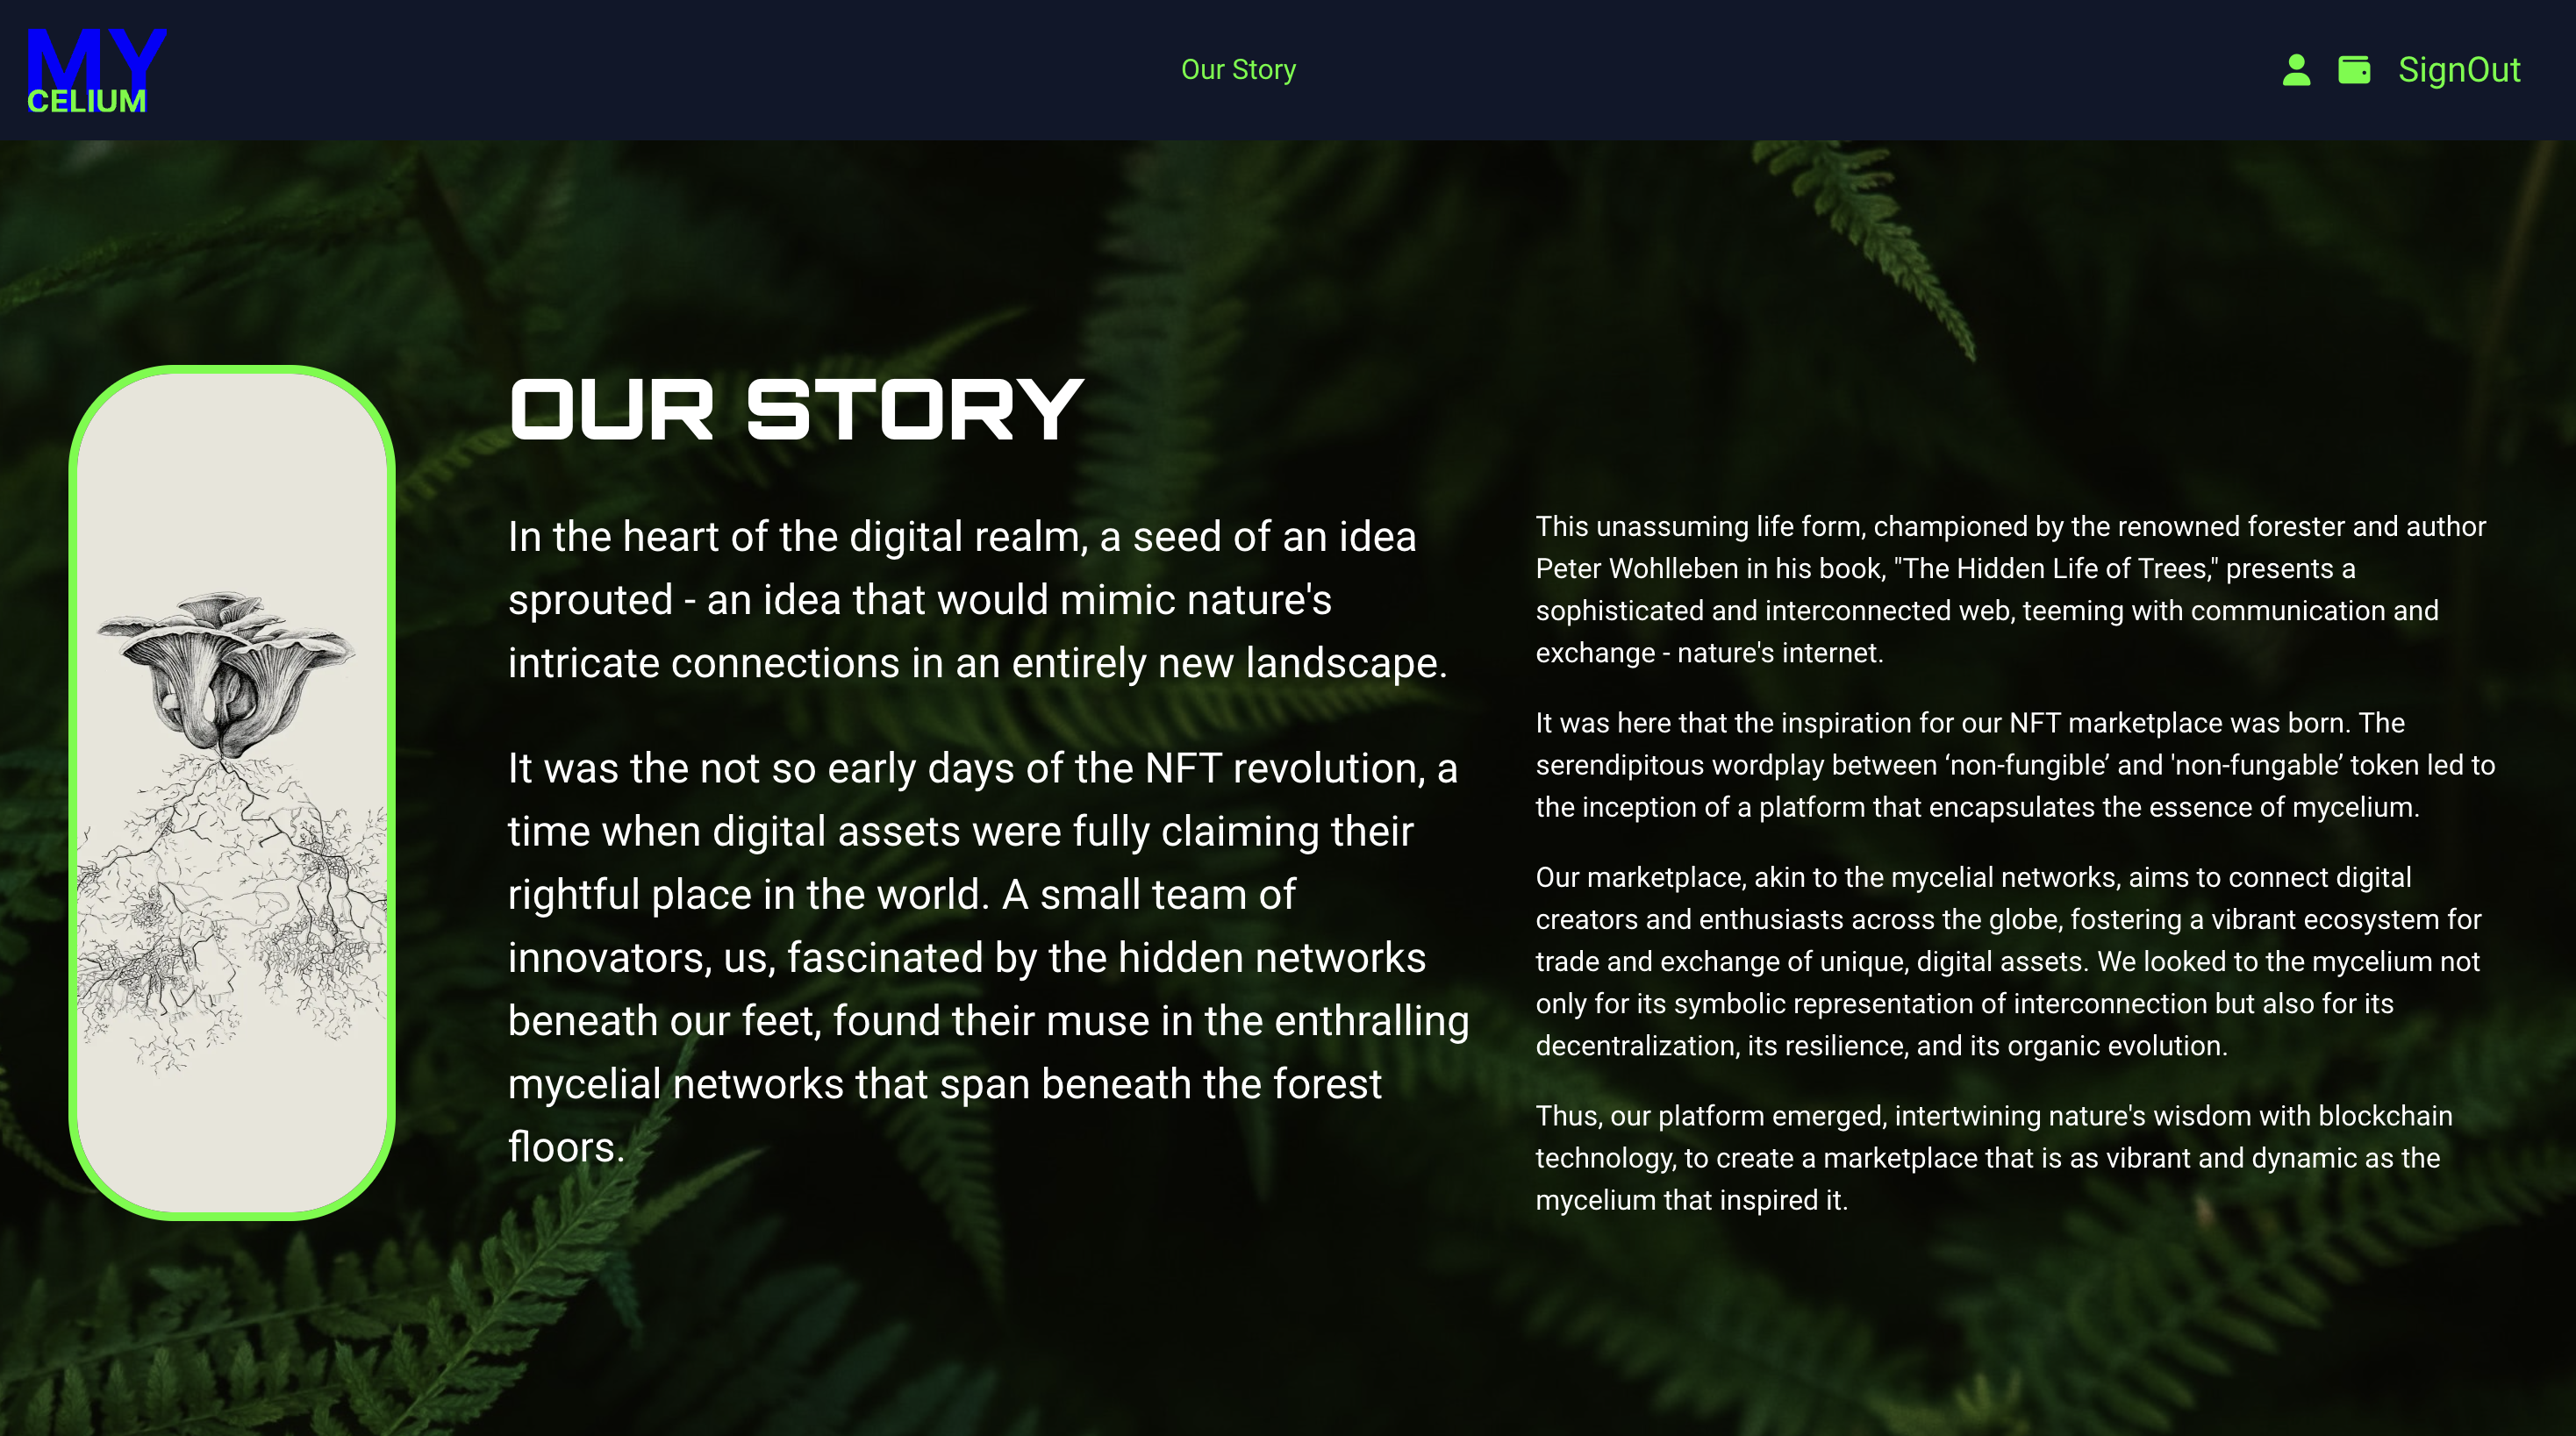 MY
CELIUM
Our Story
SignOut
OUR STORY
In the heart of the digital realm, a seed of an idea
sprouted - an idea that would mimic nature's
intricate connections in an entirely new landscape.
It was the not so early days of the NFT revolution, a
time when digital assets were fully claiming their
rightful place in the world. A small team of
innovators, us, fascinated by the hidden networks
beneath our feet, found their muse in the enthralling
mycelial networks that span beneath the forest
floors.
This unassuming life form, championed by the renowned forester and author
Peter Wohlleben in his book, "The Hidden Life of Trees," presents a
sophisticated and interconnected web, teeming with communication and
exchange - nature's internet.
It was here that the inspiration for our NFT marketplace was born. The
serendipitous wordplay between ‘non-fungible’ and 'non-fungable’ token led to
the inception of a platform that encapsulates the essence of mycelium.
Our marketplace, akin to the mycelial networks, aims to connect digital
creators and enthusiasts across the globe, fostering a vibrant ecosystem for
trade and exchange of unique, digital assets. We looked to the mycelium not
only for its symbolic representation of interconnection but also for its
decentralization, its resilience, and its organic evolution.
Thus, our platform emerged, intertwining nature's wisdom with blockchain
technology, to create a marketplace that is as vibrant and dynamic as the
mycelium that inspired it.